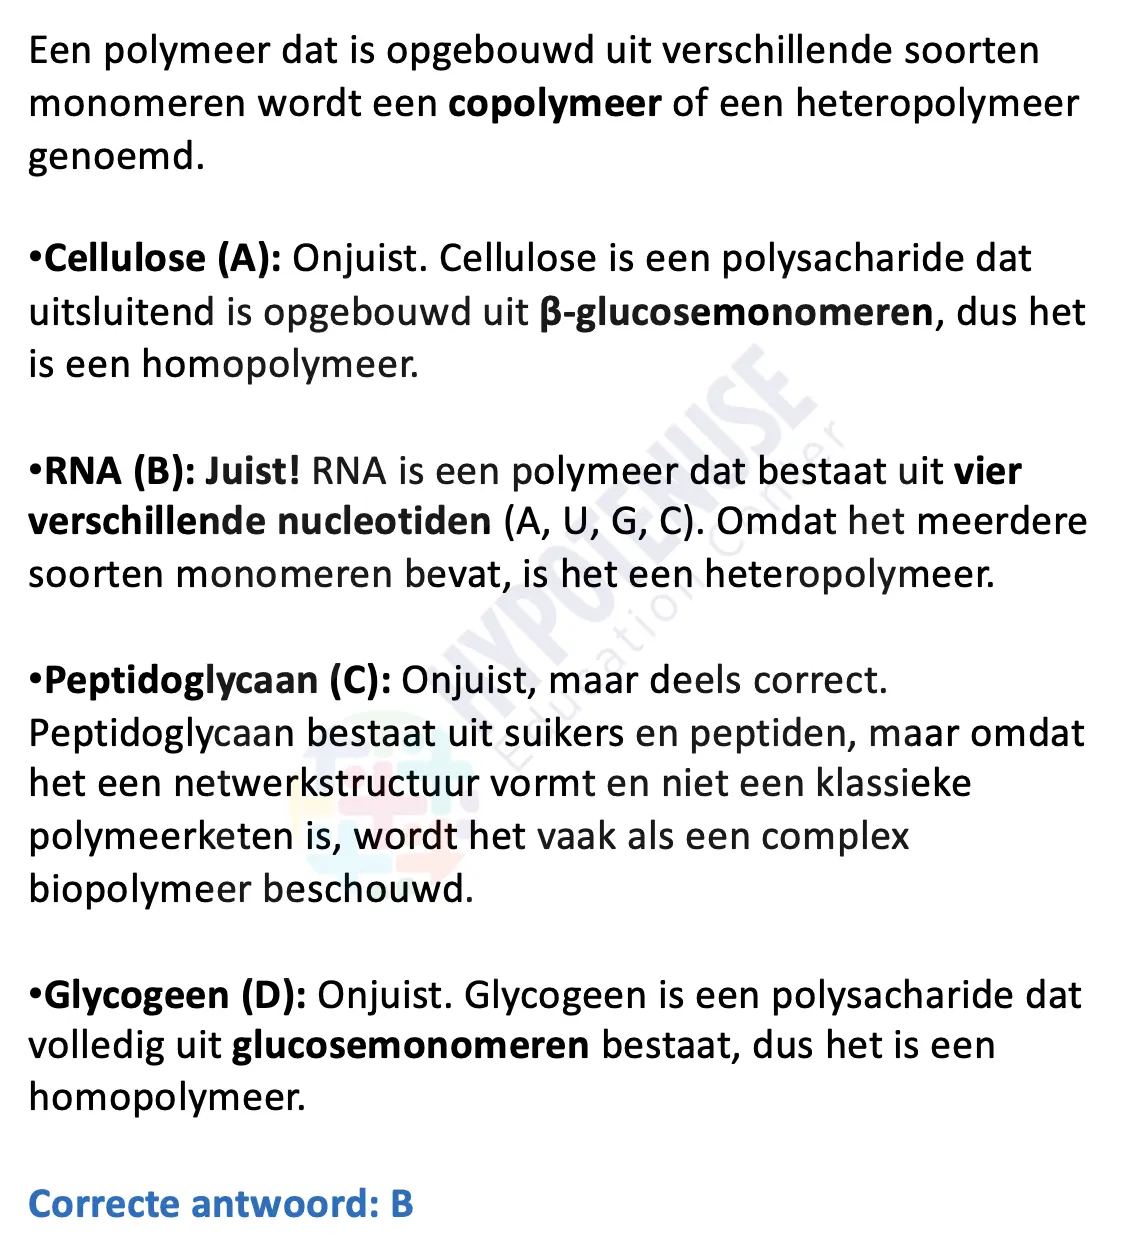 Een polymeer dat is opgebouwd uit verschillende soorten
monomeren wordt een copolymeer of een heteropolymeer
genoemd.
•Cellulose (A): Onjuist. Cellulose is een polysacharide dat
uitsluitend is opgebouwd uit β-glucosemonomeren, dus het
is een homopolymeer.
•RNA (B): Juist! RNA is een polymeer dat bestaat uit vier
verschillende nucleotiden (A, U, G, C). Omdat het meerdere
soorten monomeren bevat, is het een heteropolymeer.
•Peptidoglycaan (C): Onjuist, maar deels correct.
Peptidoglycaan bestaat uit suikers en peptiden, maar omdat
het een netwerkstructuur vormt en niet een klassieke
polymeerketen is, wordt het vaak als een complex
biopolymeer beschouwd.
•Glycogeen (D): Onjuist. Glycogeen is een polysacharide dat
volledig uit glucosemonomeren bestaat, dus het is een
homopolymeer.
Correcte antwoord: B
HYPOTENUSE
Education Center